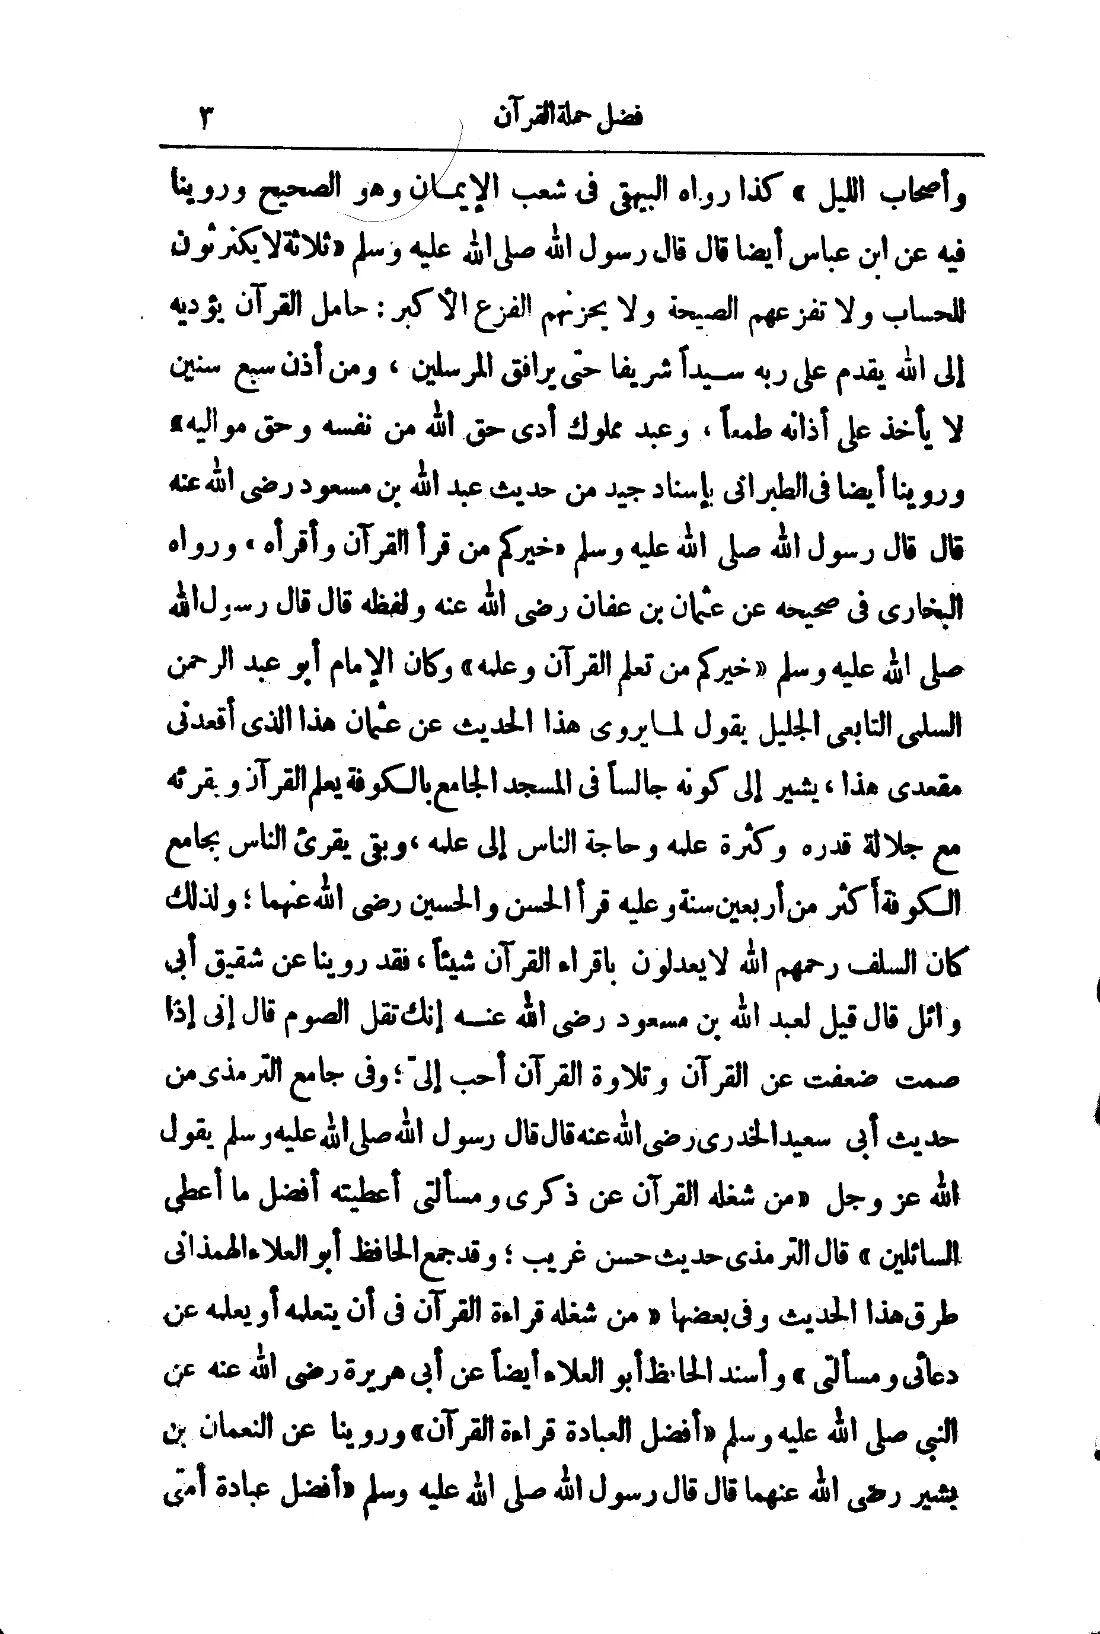 فضل حملة القرآن ٣
وأصحاب الليل » كذا رواه البيهقى فى شعب الإيمان وهو الصحيح وروينا
فيه عن ابن عباس أيضا قال قال رسول الله صلى الله عليه وسلم «ثلاثة لا يكترثون
للحساب ولا تفزعهم الصيحة ولا يحزنهم الفزع الأكبر : حامل القرآن يؤديه
إلى الله يقدم على ربه سيداً شريفا حتى يرافق المرسلين ، ومن أذن سبع سنين
لا يأخذ على أذانه طمعاً ، وعبد مملوك أدى حق الله من نفسه وحق مواليه»
وروينا أيضا فى الطبرانى بإسناد جيد من حديث عبد الله بن مسعود رضى الله عنه
قال قال رسول الله صلى الله عليه وسلم «خيركم من قرأ القرآن وأقرأه » ورواه
البخارى فى صحيحه عن عثمان بن عفان رضى الله عنه ولفظه قال قال رسول الله
صلى الله عليه وسلم « خيركم من تعلم القرآن وعلمه» وكان الإمام أبو عبد الرحمن
السلمى التابعى الجليل يقول لما يروى هذا الحديث عن عثمان هذا الذى أقعدنى
مقعدى هذا ، يشير إلى كونه جالساً فى المسجد الجامع بالكوفة يعلم القرآن ويقرئه
مع جلالة قدره وكثرة علمه وحاجة الناس إلى علمه ، وبقى يقرئ الناس بجامع
الكوفة أكثر من أربعين سنة وعليه قرأ الحسن والحسين رضى الله عنهما ؛ ولذلك
كان السلف رحمهم الله لا يعدلون باقراء القرآن شيئاً ، فقد روينا عن شقيق أبى
وائل قال قيل لعبد الله بن مسعود رضى الله عنه إنك تقل الصوم قال إنى إذا
صمت ضعفت عن القرآن وتلاوة القرآن أحب إلىّ ؛ وفى جامع الترمذى من
حديث أبى سعيد الخدرى رضى الله عنه قال قال رسول الله صلى الله عليه وسلم يقول
الله عز وجل «من شغله القرآن عن ذكرى ومسألتى أعطيته أفضل ما أعطى
السائلين » قال الترمذى حديث حسن غريب ؛ وقد جمع الحافظ أبو العلاء الهمذانى
طرق هذا الحديث وفى بعضها « من شغله قراءة القرآن فى أن يتعلمه أو يعلمه عن
دعائى ومسألتى » وأسند الحافظ أبو العلاء أيضاً عن أبى هريرة رضى الله عنه عن
النبي صلى الله عليه وسلم «أفضل العبادة قراءة القرآن» وروينا عن النعمان بن
بشير رضى الله عنهما قال قال رسول الله صلى الله عليه وسلم «أفضل عبادة أمتى